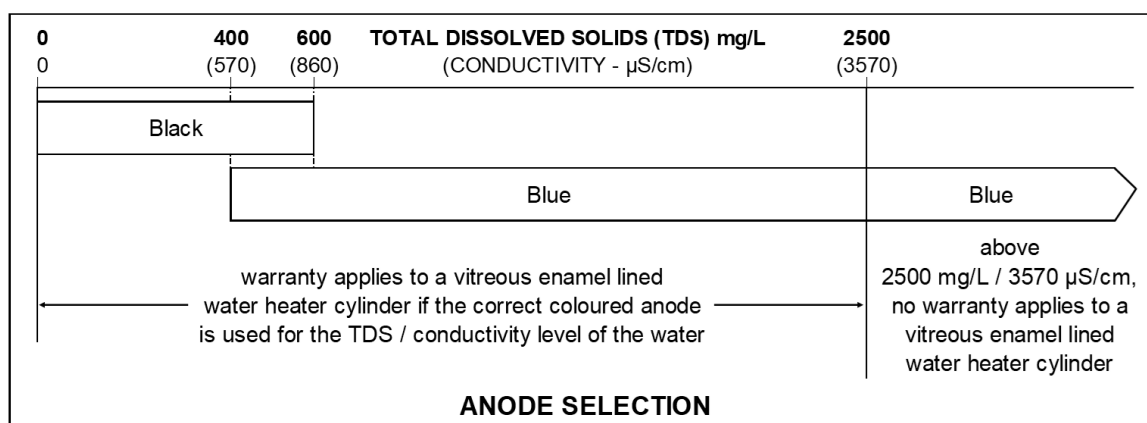 0 400 600 TOTAL DISSOLVED SOLIDS (TDS) mg/L 2500
0 (570) (860) (CONDUCTIVITY - µS/cm) (3570)
Black
Blue Blue
warranty applies to a vitreous enamel lined
water heater cylinder if the correct coloured anode
is used for the TDS / conductivity level of the water
above
2500 mg/L / 3570 µS/cm,
no warranty applies to a
vitreous enamel lined
water heater cylinder
ANODE SELECTION